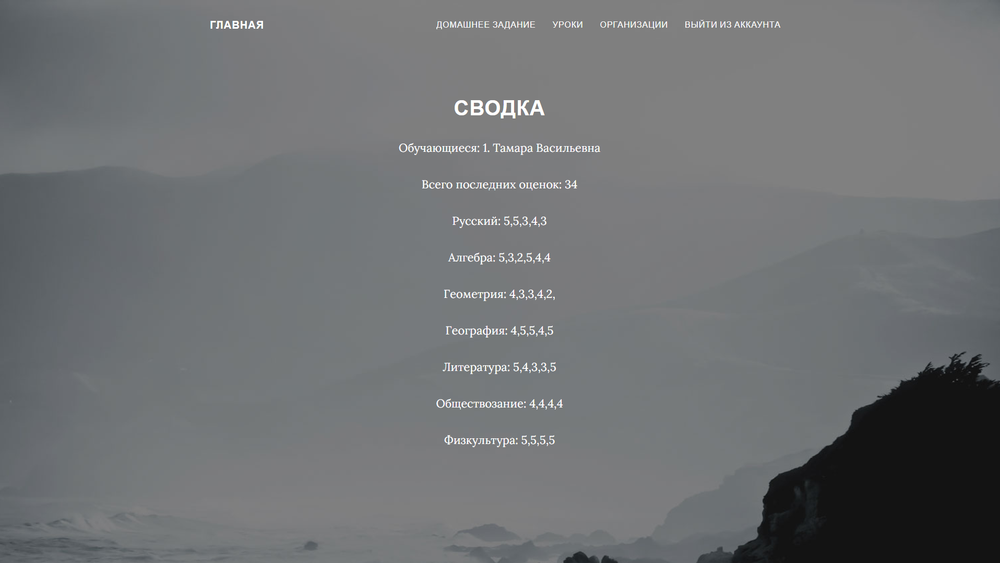 ГЛАВНАЯ
ДОМАШНЕЕ ЗАДАНИЕ УРОКИ ОРГАНИЗАЦИИ ВЫЙТИ ИЗ АККАУНТА
СВОДКА
Обучающиеся: 1. Тамара Васильевна
Всего последних оценок: 34
Русский: 5,5,3,4,3
Алгебра: 5,3,2,5,4,4
Геометрия: 4,3,3,4,2,
География: 4,5,5,4,5
Литература: 5,4,3,3,5
Обществозание: 4,4,4,4
Физкультура: 5,5,5,5